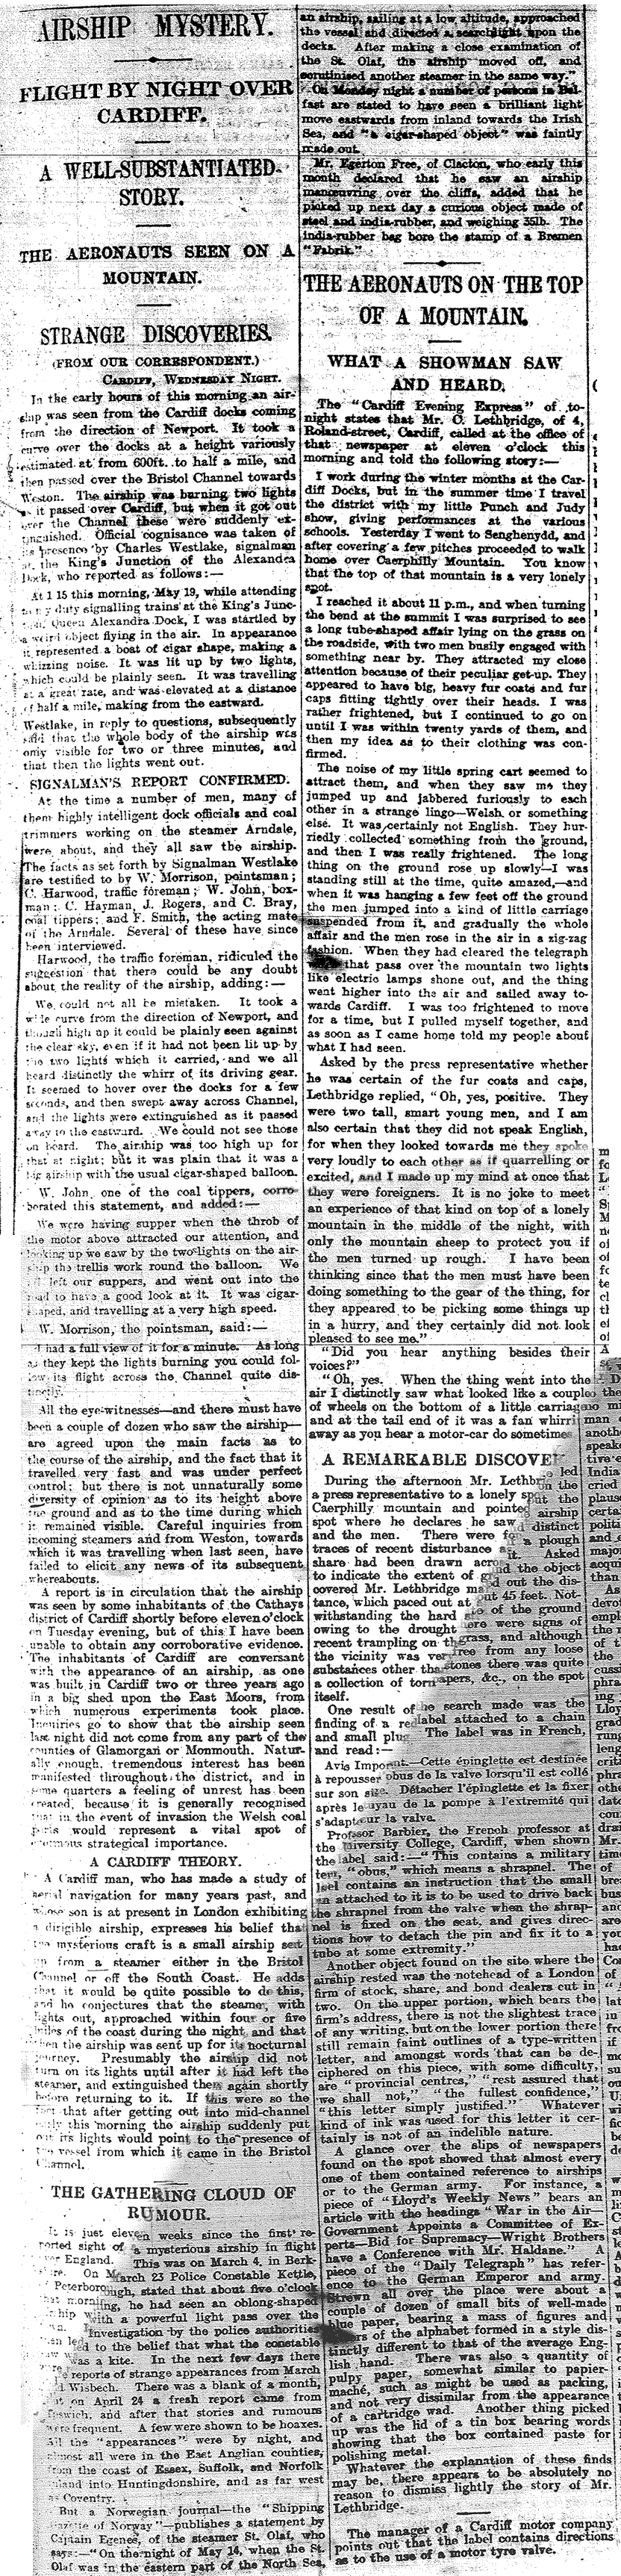 AIRSHIP MYSTERY.
FLIGHT BY NIGHT OVER
CARDIFF.
A WELL-SUBSTANTIATED
STORY.
THE AERONAUTS SEEN ON A
MOUNTAIN.
STRANGE DISCOVERIES.
(FROM OUR CORRESPONDENT.)
CARDIFF, WEDNESDAY NIGHT.
In the early hours of this morning an air-
ship was seen from the Cardiff docks coming
from the direction of Newport. It took a
curve over the docks at a height variously
estimated at from 600ft. to half a mile, and
then passed over the Bristol Channel towards
Weston. The airship was burning two lights
as it passed over Cardiff, but when it got out
over the Channel these were suddenly ex-
tinguished. Official cognisance was taken of
its presence by Charles Westlake, signalman
at the King's Junction of the Alexandra
Dock, who reported as follows:—
At 1 15 this morning, May 19, while attending
to my duty signalling trains at the King's Junc-
tion, Queen Alexandra Dock, I was startled by
a weird object flying in the air. In appearance
it represented a boat of cigar shape, making a
whizzing noise. It was lit up by two lights,
which could be plainly seen. It was travelling
at a great rate, and was elevated at a distance
of half a mile, making from the eastward.
Westlake, in reply to questions, subsequently
said that the whole body of the airship was
only visible for two or three minutes, and
that then the lights went out.
SIGNALMAN'S REPORT CONFIRMED.
At the time a number of men, many of
them highly intelligent dock officials and coal
trimmers working on the steamer Arndale,
were about, and they all saw the airship.
The facts as set forth by Signalman Westlake
are testified to by W. Morrison, pointsman;
C. Harwood, traffic foreman; W. John, box-
man; C. Hayman, J. Rogers, and C. Bray,
coal tippers; and F. Smith, the acting mate
of the Arndale. Several of these have since
been interviewed.
Harwood, the traffic foreman, ridiculed the
suggestion that there could be any doubt
about the reality of the airship, adding:—
We could not all be mistaken. It took a
wide curve from the direction of Newport, and
though high up it could be plainly seen against
the clear sky, even if it had not been lit up by
the two lights which it carried, and we all
heard distinctly the whirr of its driving gear.
It seemed to hover over the docks for a few
seconds, and then swept away across Channel,
and the lights were extinguished as it passed
away to the eastward. We could not see those
on board. The airship was too high up for
that at night; but it was plain that it was a
big airship with the usual cigar-shaped balloon.
W. John, one of the coal tippers, corro-
borated this statement, and added:—
We were having supper when the throb of
the motor above attracted our attention, and
looking up we saw by the two lights on the air-
ship the trellis work round the balloon. We
all left our suppers, and went out into the
road to have a good look at it. It was cigar-
shaped, and travelling at a very high speed.
W. Morrison, the pointsman, said:—
I had a full view of it for a minute. As long
as they kept the lights burning you could fol-
low its flight across the Channel quite dis-
tinctly.
All the eye-witnesses—and there must have
been a couple of dozen who saw the airship—
are agreed upon the main facts as to
the course of the airship, and the fact that it
travelled very fast and was under perfect
control; but there is not unnaturally some
diversity of opinion as to its height above
the ground and as to the time during which
it remained visible. Careful inquiries from
incoming steamers and from Weston, towards
which it was travelling when last seen, have
failed to elicit any news of its subsequent
whereabouts.
A report is in circulation that the airship
was seen by some inhabitants of the Cathays
district of Cardiff shortly before eleven o'clock
on Tuesday evening, but of this I have been
unable to obtain any corroborative evidence.
The inhabitants of Cardiff are conversant
with the appearance of an airship, as one
was built in Cardiff two or three years ago
in a big shed upon the East Moors, from
which numerous experiments took place.
Inquiries go to show that the airship seen
last night did not come from any part of the
counties of Glamorgan or Monmouth. Natur-
ally enough, tremendous interest has been
manifested throughout the district, and in
some quarters a feeling of unrest has been
created, because it is generally recognised
that in the event of invasion the Welsh coal
ports would represent a vital spot of
enormous strategical importance.
A CARDIFF THEORY.
A Cardiff man, who has made a study of
aerial navigation for many years past, and
whose son is at present in London exhibiting
a dirigible airship, expresses his belief that
the mysterious craft is a small airship sent
up from a steamer either in the Bristol
Channel or off the South Coast. He adds
that it would be quite possible to do this,
and he conjectures that the steamer, with
lights out, approached within four or five
miles of the coast during the night, and that
then the airship was sent up for its nocturnal
journey. Presumably the airship did not
turn on its lights until after it had left the
steamer, and extinguished them again shortly
before returning to it. If this were so the
fact that after getting out into mid-channel
early this morning the airship suddenly put
out its lights would point to the presence of
the vessel from which it came in the Bristol
Channel.
THE GATHERING CLOUD OF
RUMOUR.
It is just eleven weeks since the first re-
ported sight of a mysterious airship in flight
over England. This was on March 4, in Berk-
shire. On March 23 Police Constable Kettle,
of Peterborough, stated that about five o'clock
that morning, he had seen an oblong-shaped
airship with a powerful light pass over the
town. Investigation by the police authorities
then led to the belief that what the constable
saw was a kite. In the next few days there
were reports of strange appearances from March
and Wisbech. There was a blank of a month,
but on April 24 a fresh report came from
Ipswich, and after that stories and rumours
were frequent. A few were shown to be hoaxes.
All the "appearances" were by night, and
almost all were in the East Anglian counties,
from the coast of Essex, Suffolk, and Norfolk
inland into Huntingdonshire, and as far west
as Coventry.
But a Norwegian journal—the "Shipping
Gazette of Norway"—publishes a statement by
Captain Egenes, of the steamer St. Olaf, who
says:—"On the night of May 14, when the St.
Olaf was in the eastern part of the North Sea,
an airship, sailing at a low altitude, approached
the vessel and directed a searchlight upon the
decks. After making a close examination of
the St. Olaf, the airship moved off, and
scrutinised another steamer in the same way."
On Monday night a number of persons in Bel-
fast are stated to have seen a brilliant light
move eastwards from inland towards the Irish
Sea, and "a cigar-shaped object" was faintly
made out.
Mr. Egerton Free, of Clacton, who early this
month declared that he saw an airship
manœuvring over the cliffs, added that he
picked up next day a curious object made of
steel and india-rubber, and weighing 35lb. The
india-rubber bag bore the stamp of a Bremen
"Fabrik."
THE AERONAUTS ON THE TOP
OF A MOUNTAIN.
WHAT A SHOWMAN SAW
AND HEARD.
The "Cardiff Evening Express" of to-
night states that Mr. C. Lethbridge, of 4,
Roland-street, Cardiff, called at the office of
that newspaper at eleven o'clock this
morning and told the following story:—
I work during the winter months at the Car-
diff Docks, but in the summer time I travel
the district with my little Punch and Judy
show, giving performances at the various
schools. Yesterday I went to Senghenydd, and
after covering a few pitches proceeded to walk
home over Caerphilly Mountain. You know
that the top of that mountain is a very lonely
spot.
I reached it about 11 p.m., and when turning
the bend at the summit I was surprised to see
a long tube-shaped affair lying on the grass on
the roadside, with two men busily engaged with
something near by. They attracted my close
attention because of their peculiar get-up. They
appeared to have big, heavy fur coats and fur
caps fitting tightly over their heads. I was
rather frightened, but I continued to go on
until I was within twenty yards of them, and
then my idea as to their clothing was con-
firmed.
The noise of my little spring cart seemed to
attract them, and when they saw me they
jumped up and jabbered furiously to each
other in a strange lingo—Welsh or something
else. It was certainly not English. They hur-
riedly collected something from the ground,
and then I was really frightened. The long
thing on the ground rose up slowly—I was
standing still at the time, quite amazed,—and
when it was hanging a few feet off the ground
the men jumped into a kind of little carriage
suspended from it, and gradually the whole
affair and the men rose in the air in a zig-zag
fashion. When they had cleared the telegraph
that pass over the mountain two lights
like electric lamps shone out, and the thing
went higher into the air and sailed away to-
wards Cardiff. I was too frightened to move
for a time, but I pulled myself together, and
as soon as I came home told my people about
what I had seen.
Asked by the press representative whether
he was certain of the fur coats and caps,
Lethbridge replied, "Oh, yes, positive. They
were two tall, smart young men, and I am
also certain that they did not speak English,
for when they looked towards me they spoke
very loudly to each other as if quarrelling or
excited, and I made up my mind at once that
they were foreigners. It is no joke to meet
an experience of that kind on top of a lonely
mountain in the middle of the night, with
only the mountain sheep to protect you if
the men turned up rough. I have been
thinking since that the men must have been
doing something to the gear of the thing, for
they appeared to be picking some things up
in a hurry, and they certainly did not look
pleased to see me."
"Did you hear anything besides their
voices?"
"Oh, yes. When the thing went into the
air I distinctly saw what looked like a couple
of wheels on the bottom of a little carriage
and at the tail end of it was a fan whirri
away as you hear a motor-car do sometimes
A REMARKABLE DISCOVE
During the afternoon Mr. Lethbri led
a press representative to a lonely sp on the
Caerphilly mountain and pointed out the
spot where he declares he saw airship
and the men. There were fo distinct
traces of recent disturbance a plough
share had been drawn acro it. Asked
to indicate the extent of g d the object
covered Mr. Lethbridge ma d out the dis-
tance, which paced out at out 45 feet. Not-
withstanding the hard st e of the ground
owing to the drought ere were signs of
recent trampling on th grass, and although
the vicinity was ver free from any loose
substances other tha stones there was quite
a collection of torn papers, &c., on the spot
itself.
One result of he search made was the
finding of a red label attached to a chain
and small plug The label was in French,
and read:—
Avis Import—Cette épinglette est destinée
à repousser obus de la valve lorsqu'il est collé
sur son siège. Détacher l'épinglette et la fixer
après le uyau de la pompe à l'extrémité qui
s'adapte ur la valve.
Professor Barbier, the French professor at
the University College, Cardiff, when shown
the label said:—"This contains a military
term, "obus," which means a shrapnel. The
label contains an instruction that the small
pin attached to it is to be used to drive back
the shrapnel from the valve when the shrap-
nel is fixed on the seat, and gives direc-
tions how to detach the pin and fix it to a
tube at some extremity."
Another object found on the site where the
airship rested was the notehead of a London
firm of stock, share, and bond dealers cut in
two. On the upper portion, which bears the
firm's address, there is not the slightest trace
of any writing, but on the lower portion there
still remain faint outlines of a type-written
letter, and amongst words that can be de-
ciphered on this piece, with some difficulty,
are "provincial centres," "rest assured that
we shall not," "the fullest confidence,"
"this letter simply justified." Whatever
kind of ink was used for this letter it cer-
tainly is not of an indelible nature.
A glance over the slips of newspapers
found on the spot showed that almost every
one of them contained reference to airships
or to the German army. For instance, a
piece of "Lloyd's Weekly News" bears an
article with the headings "War in the Air—
Government Appoints a Committee of Ex-
perts—Bid for Supremacy—Wright Brothers
have a Conference with Mr. Haldane." A
piece of the "Daily Telegraph" has refer-
ence to the German Emperor and army.
Strewn all over the place were about a
couple of dozen of small bits of well-made
blue paper, bearing a mass of figures and
rs of the alphabet formed in a style dis-
tinctly different to that of the average Eng-
lish hand. There was also a quantity of
pulpy paper, somewhat similar to papier-
maché, such as might be used as packing,
and not very dissimilar from the appearance
of a cartridge wad. Another thing picked
up was the lid of a tin box bearing words
showing that the box contained paste for
polishing metal.
Whatever the explanation of these finds
may be, there appears to be absolutely no
reason to dismiss lightly the story of Mr.
Lethbridge.
The manager of a Cardiff motor company
points out that the label contains directions
as to the use of a motor tyre valve.